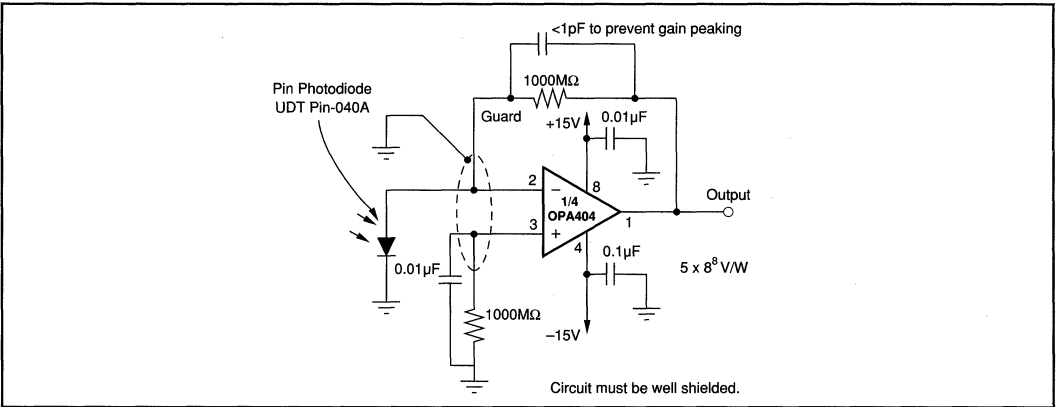 <1pF to prevent gain peaking
1000MΩ
Pin Photodiode
UDT Pin-040A
Guard
+15V
0.01µF
2
–
8
1/4
OPA404
Output
1
3
+
4
0.01µF
0.1µF
5 x 8⁸ V/W
1000MΩ
–15V
Circuit must be well shielded.